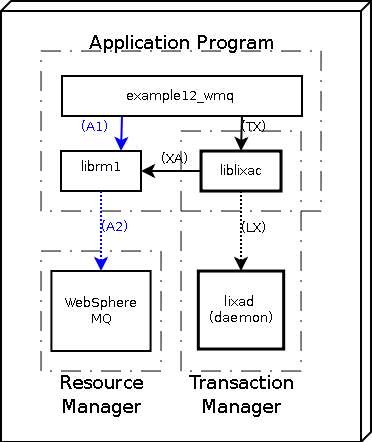 Application Program
example12_wmq
(A1)
(TX)
(XA)
librm1
liblixac
(A2)
(LX)
WebSphere
MQ
lixad
(daemon)
Resource
Manager
Transaction
Manager